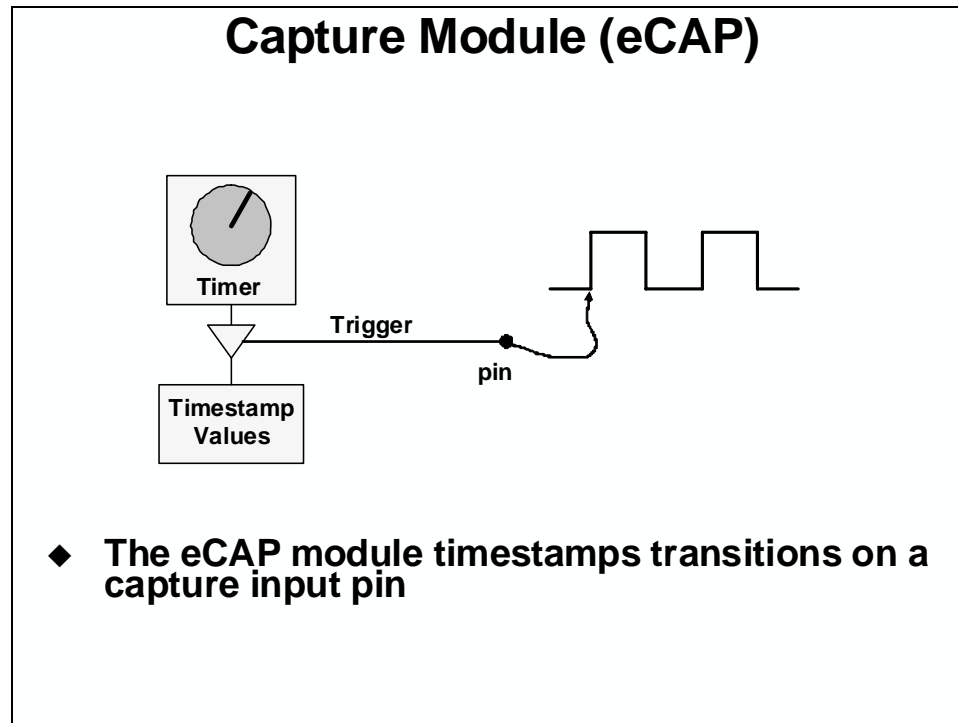 Capture Module (eCAP)
Timer
Trigger
pin
Timestamp
Values
◆ The eCAP module timestamps transitions on a
capture input pin